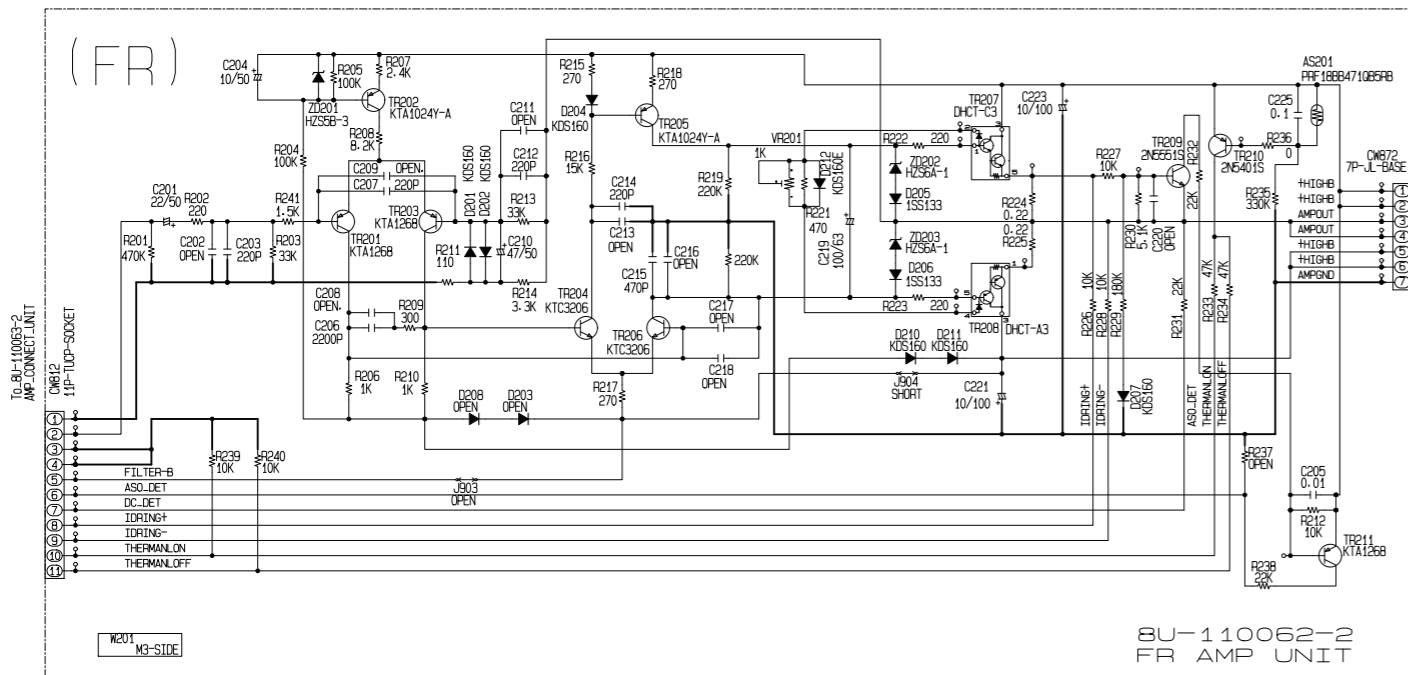 (FR)
C204
10/50
ZD201
HZS5B-3
R205
100K
R207
2.4K
TR202
KTA1024Y-A
R208
8.2K
R204
100K
C209
OPEN.
C207
220P
C201
22/50
R202
220
R241
1.5K
R201
470K
C202
OPEN
C203
220P
R203
33K
TR201
KTA1268
TR203
KTA1268
KDS160
KDS160
D201
D202
C211
OPEN
C212
220P
R213
33K
R211
110
C210
47/50
R214
3.3K
C208
OPEN.
C206
2200P
R209
300
R206
1K
R210
1K
D208
OPEN
D203
OPEN
R215
270
R218
270
D204
KDS160
TR205
KTA1024Y-A
R216
15K
C214
220P
C213
OPEN
R219
220K
220K
C215
470P
C216
OPEN
TR204
KTC3206
TR206
KTC3206
C217
OPEN
C218
OPEN
R217
270
VR201
1K
D212
KDS160E
R221
470
C219
100/63
R222
220
ZD202
HZS6A-1
D205
1SS133
ZD203
HZS6A-1
D206
1SS133
R223
220
TR207
DHCT-C3
2
3
1
5
C223
10/100
R224
0.22
0.22
R225
1
5
4
3
TR208
DHCT-A3
D210
KDS160
D211
KDS160
J904
SHORT
C221
10/100
R227
10K
R230
5.1K
C220
OPEN
TR209
2N5551S
R232
22K
TR210
2N5401S
R236
0
C225
0.1
AS201
PRF18BB471QB5RB
R235
330K
R226
10K
R228
10K
R229
180K
R231
22K
R233
47K
R234
47K
D207
KDS160
IDRING+
IDRING-
ASO_DET
THERMANLON
THERMANLOFF
R237
OPEN
C205
0.01
R212
10K
TR211
KTA1268
R238
22K
CW872
7P-JL-BASE
+HIGHB
1
+HIGHB
2
AMPOUT
3
AMPOUT
4
+HIGHB
5
+HIGHB
6
AMPGND
7
To.8U-110063-2
AMP_CONNECT_UNIT
CW812
11P-TUCP-SOCKET
1
2
3
4
5
FILTER-B
6
ASO_DET
7
DC_DET
8
IDRING+
9
IDRING-
10
THERMANLON
11
THERMANLOFF
R239
10K
R240
10K
J903
OPEN
W201
M3-SIDE
8U-110062-2
FR AMP UNIT